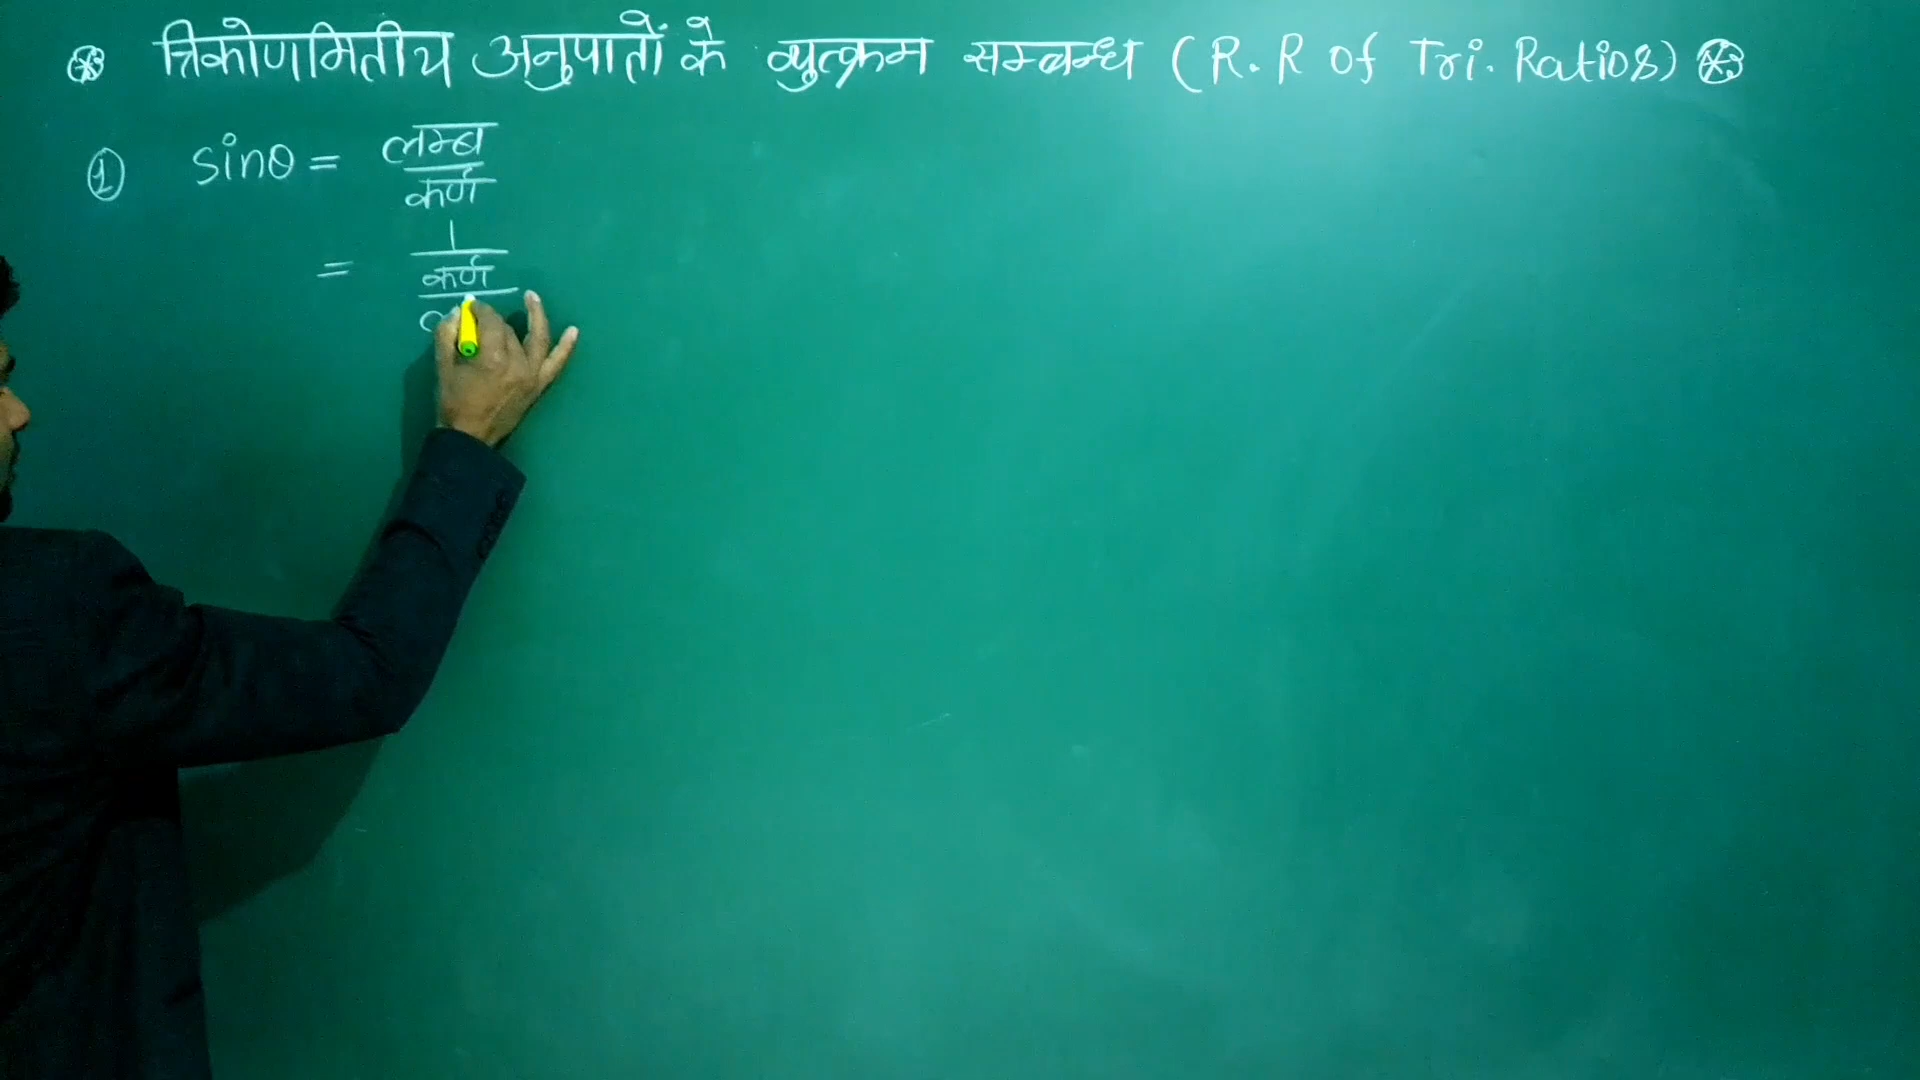 त्रिकोणमितीय अनुपातों के व्युत्क्रम सम्बन्ध (R.R of Tri. Ratios)
① sinθ = लम्ब
कर्ण
= 1
कर्ण